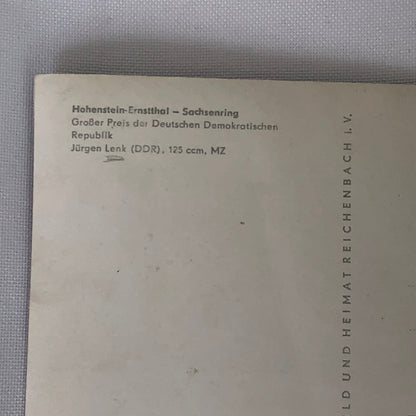 Hohenstein-Ernstthal – Sachsenring
Großer Preis der Deutschen Demokratischen
Republik
Jürgen Lenk (DDR), 125 ccm, MZ
LD UND HEIMAT REICHENBACH i. V.